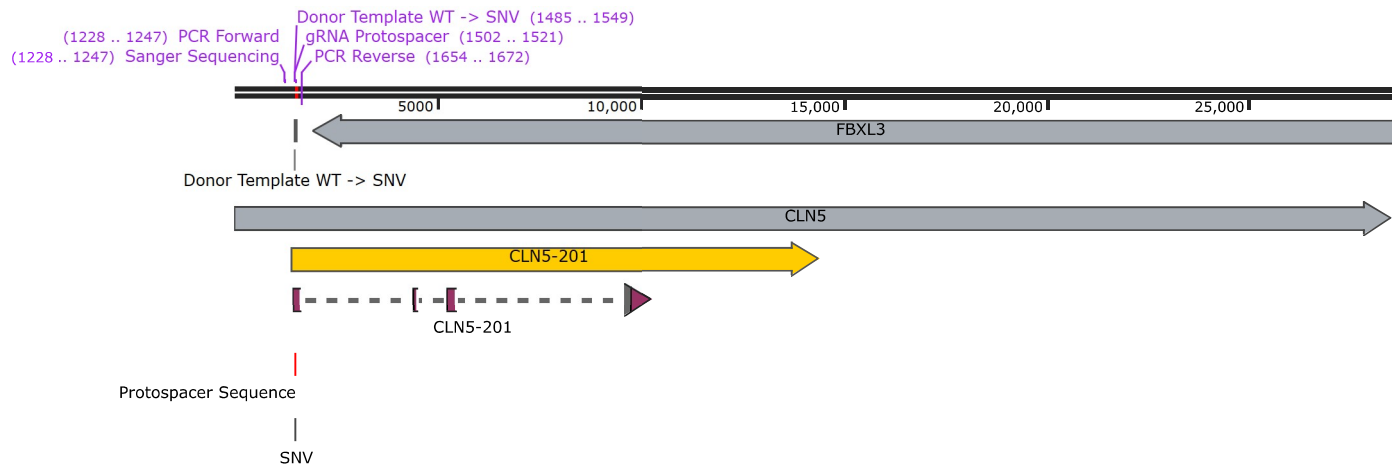 Donor Template WT -> SNV (1485 .. 1549)
(1228 .. 1247) PCR Forward
gRNA Protospacer (1502 .. 1521)
(1228 .. 1247) Sanger Sequencing
PCR Reverse (1654 .. 1672)
5000
10,000
15,000
20,000
25,000
FBXL3
Donor Template WT -> SNV
CLN5
CLN5-201
CLN5-201
Protospacer Sequence
SNV